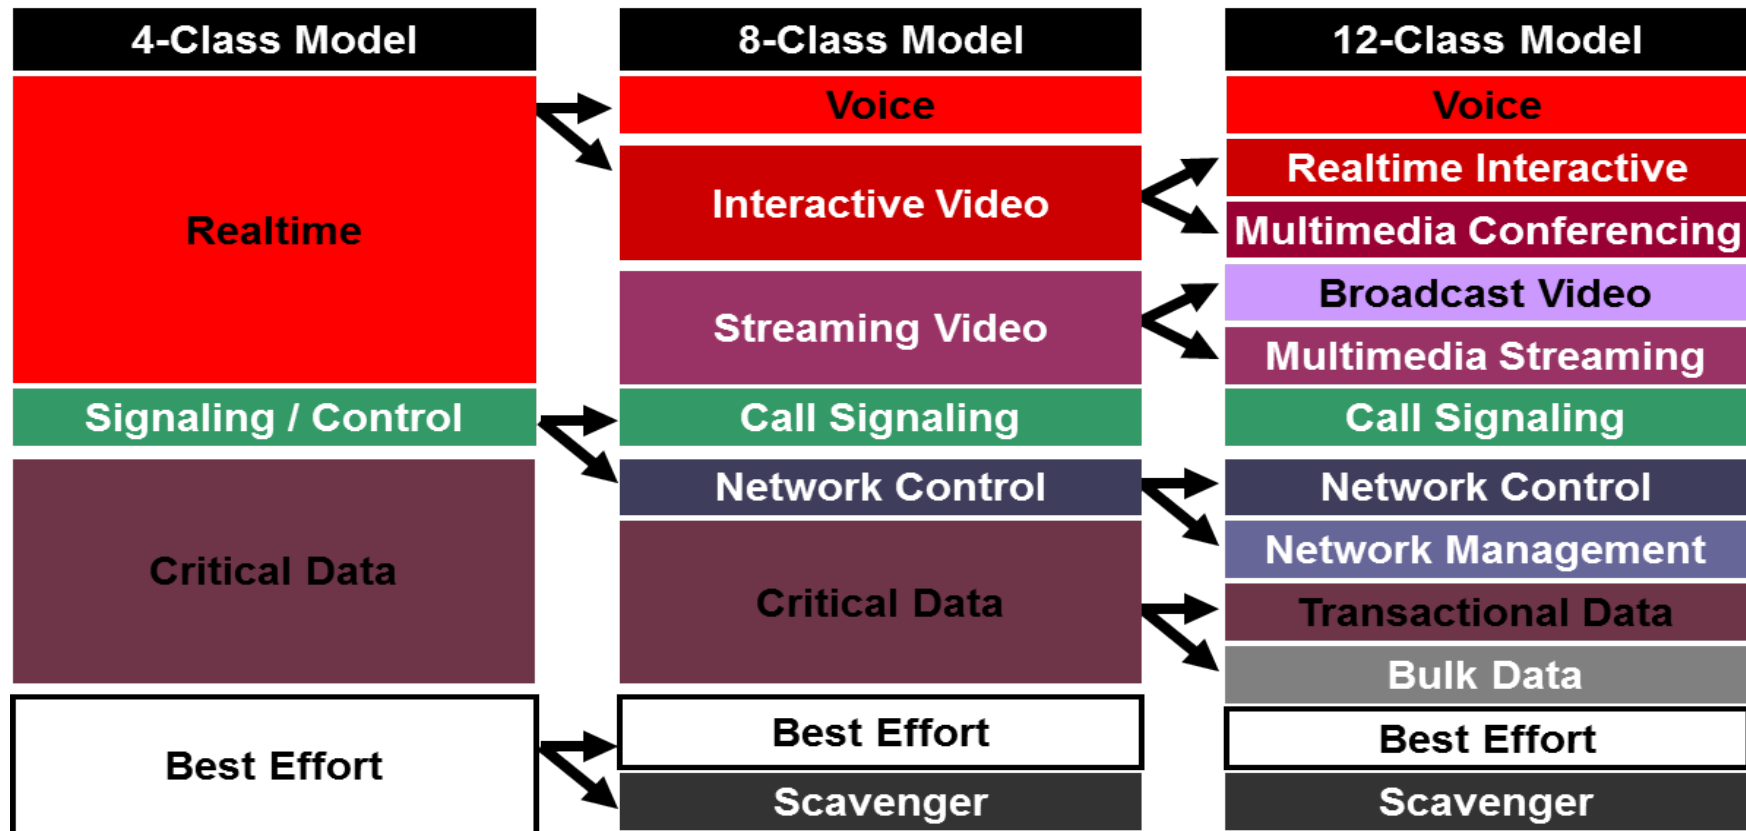 4-Class Model
Realtime
Signaling / Control
Critical Data
Best Effort
8-Class Model
Voice
Interactive Video
Streaming Video
Call Signaling
Network Control
Critical Data
Best Effort
Scavenger
12-Class Model
Voice
Realtime Interactive
Multimedia Conferencing
Broadcast Video
Multimedia Streaming
Call Signaling
Network Control
Network Management
Transactional Data
Bulk Data
Best Effort
Scavenger